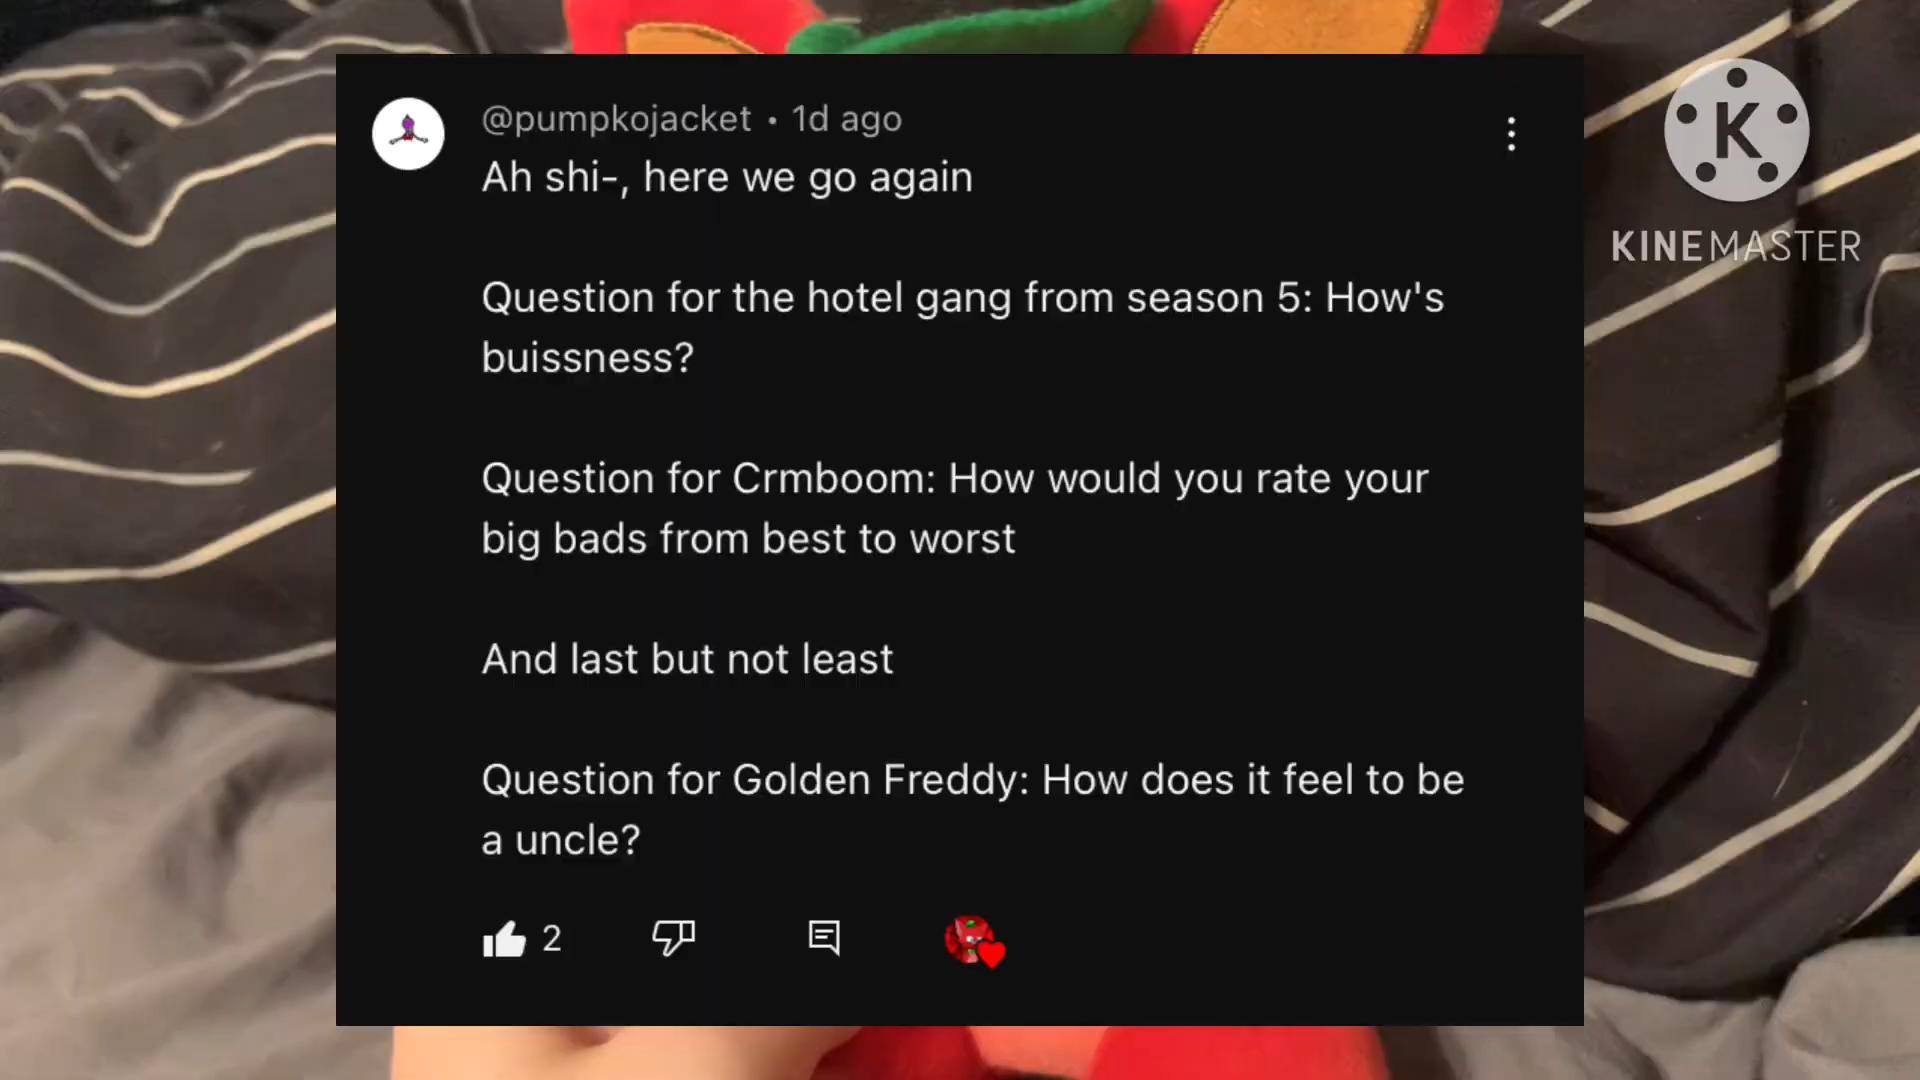 @pumpkojacket • 1d ago
Ah shi-, here we go again
Question for the hotel gang from season 5: How's
buissness?
Question for Crmboom: How would you rate your
big bads from best to worst
And last but not least
Question for Golden Freddy: How does it feel to be
a uncle?
2
K
KINEMASTER